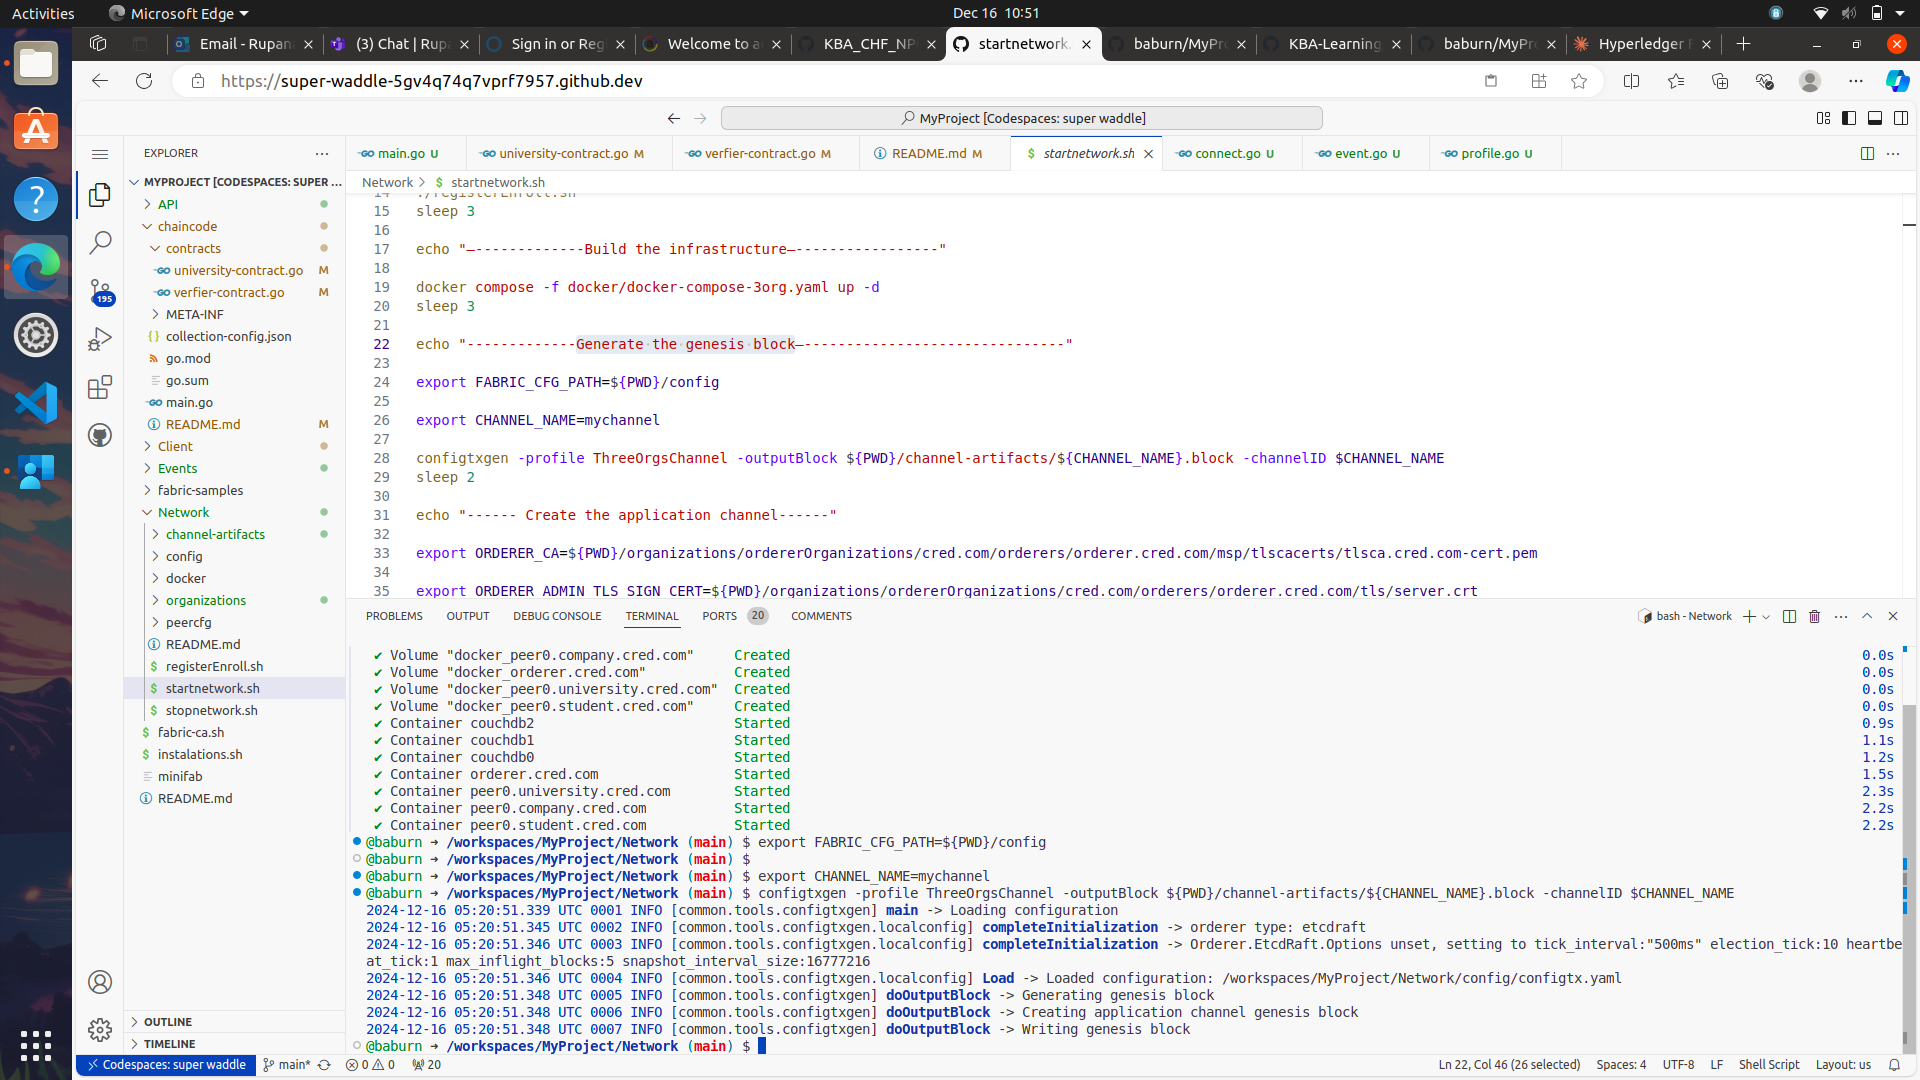 Activities
Microsoft Edge
Dec 16 10:51
Email - Rupan
(3) Chat | Rupa
Sign in or Reg
Welcome to a
KBA_CHF_NP
startnetwork.
baburn/MyPro
KBA-Learning
baburn/MyPro
Hyperledger F
https://super-waddle-5gv4q74q7vprf7957.github.dev
MyProject [Codespaces: super waddle]
EXPLORER
main.go U
university-contract.go M
verfier-contract.go M
README.md M
$ startnetwork.sh
connect.go U
event.go U
profile.go U
MYPROJECT [CODESPACES: SUPER ...
Network > $ startnetwork.sh
API
chaincode
contracts
university-contract.go M
verfier-contract.go M
META-INF
{ } collection-config.json
go.mod
go.sum
main.go
README.md M
Client
Events
fabric-samples
Network
channel-artifacts
config
docker
organizations
peercfg
README.md
$ registerEnroll.sh
$ startnetwork.sh
$ stopnetwork.sh
$ fabric-ca.sh
$ instalations.sh
minifab
README.md
195
OUTLINE
TIMELINE
14 ./registerEnroll.sh
15 sleep 3
16
17 echo "—-------------Build the infrastructure—-----------------"
18
19 docker compose -f docker/docker-compose-3org.yaml up -d
20 sleep 3
21
22 echo "-------------Generate the genesis block—-------------------------------"
23
24 export FABRIC_CFG_PATH=${PWD}/config
25
26 export CHANNEL_NAME=mychannel
27
28 configtxgen -profile ThreeOrgsChannel -outputBlock ${PWD}/channel-artifacts/${CHANNEL_NAME}.block -channelID $CHANNEL_NAME
29 sleep 2
30
31 echo "------ Create the application channel------"
32
33 export ORDERER_CA=${PWD}/organizations/ordererOrganizations/cred.com/orderers/orderer.cred.com/msp/tlscacerts/tlsca.cred.com-cert.pem
34
35 export ORDERER_ADMIN_TLS_SIGN_CERT=${PWD}/organizations/ordererOrganizations/cred.com/orderers/orderer.cred.com/tls/server.crt
PROBLEMS OUTPUT DEBUG CONSOLE TERMINAL PORTS 20 COMMENTS
bash - Network
✔ Volume "docker_peer0.company.cred.com" Created 0.0s
✔ Volume "docker_orderer.cred.com" Created 0.0s
✔ Volume "docker_peer0.university.cred.com" Created 0.0s
✔ Volume "docker_peer0.student.cred.com" Created 0.0s
✔ Container couchdb2 Started 0.9s
✔ Container couchdb1 Started 1.1s
✔ Container couchdb0 Started 1.2s
✔ Container orderer.cred.com Started 1.5s
✔ Container peer0.university.cred.com Started 2.3s
✔ Container peer0.company.cred.com Started 2.2s
✔ Container peer0.student.cred.com Started 2.2s
@baburn ➜ /workspaces/MyProject/Network (main) $ export FABRIC_CFG_PATH=${PWD}/config
@baburn ➜ /workspaces/MyProject/Network (main) $
@baburn ➜ /workspaces/MyProject/Network (main) $ export CHANNEL_NAME=mychannel
@baburn ➜ /workspaces/MyProject/Network (main) $ configtxgen -profile ThreeOrgsChannel -outputBlock ${PWD}/channel-artifacts/${CHANNEL_NAME}.block -channelID $CHANNEL_NAME
2024-12-16 05:20:51.339 UTC 0001 INFO [common.tools.configtxgen] main -> Loading configuration
2024-12-16 05:20:51.345 UTC 0002 INFO [common.tools.configtxgen.localconfig] completeInitialization -> orderer type: etcdraft
2024-12-16 05:20:51.346 UTC 0003 INFO [common.tools.configtxgen.localconfig] completeInitialization -> Orderer.EtcdRaft.Options unset, setting to tick_interval:"500ms" election_tick:10 heartbe
at_tick:1 max_inflight_blocks:5 snapshot_interval_size:16777216
2024-12-16 05:20:51.346 UTC 0004 INFO [common.tools.configtxgen.localconfig] Load -> Loaded configuration: /workspaces/MyProject/Network/config/configtx.yaml
2024-12-16 05:20:51.348 UTC 0005 INFO [common.tools.configtxgen] doOutputBlock -> Generating genesis block
2024-12-16 05:20:51.348 UTC 0006 INFO [common.tools.configtxgen] doOutputBlock -> Creating application channel genesis block
2024-12-16 05:20:51.348 UTC 0007 INFO [common.tools.configtxgen] doOutputBlock -> Writing genesis block
@baburn ➜ /workspaces/MyProject/Network (main) $
Codespaces: super waddle
main*
0 0
20
Ln 22, Col 46 (26 selected)
Spaces: 4
UTF-8
LF
Shell Script
Layout: us